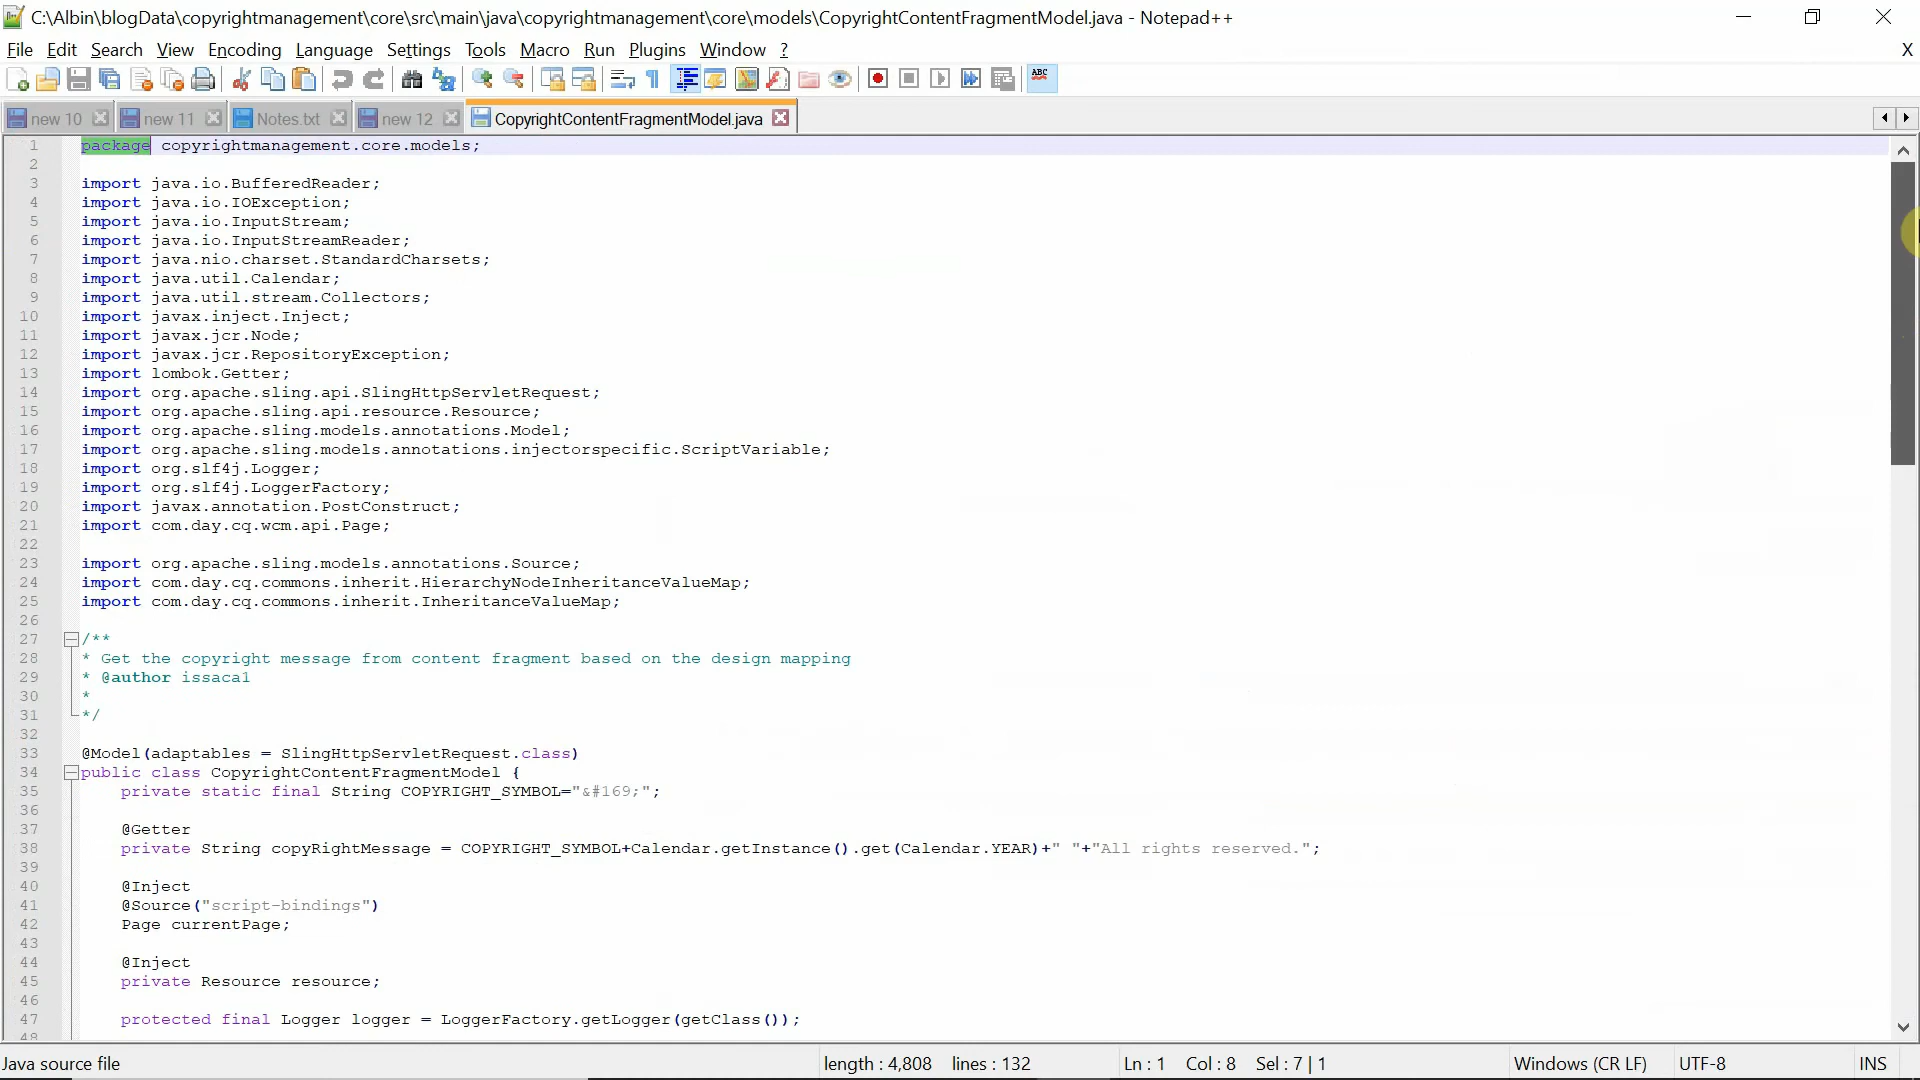 C:\Albin\blogData\copyrightmanagement\core\src\main\java\copyrightmanagement\core\models\CopyrightContentFragmentModel.java - Notepad++
File Edit Search View Encoding Language Settings Tools Macro Run Plugins Window ? X
ABC
new 10 new 11 Notes.txt new 12 CopyrightContentFragmentModel.java
1 package copyrightmanagement.core.models;
2
3 import java.io.BufferedReader;
4 import java.io.IOException;
5 import java.io.InputStream;
6 import java.io.InputStreamReader;
7 import java.nio.charset.StandardCharsets;
8 import java.util.Calendar;
9 import java.util.stream.Collectors;
10 import javax.inject.Inject;
11 import javax.jcr.Node;
12 import javax.jcr.RepositoryException;
13 import lombok.Getter;
14 import org.apache.sling.api.SlingHttpServletRequest;
15 import org.apache.sling.api.resource.Resource;
16 import org.apache.sling.models.annotations.Model;
17 import org.apache.sling.models.annotations.injectorspecific.ScriptVariable;
18 import org.slf4j.Logger;
19 import org.slf4j.LoggerFactory;
20 import javax.annotation.PostConstruct;
21 import com.day.cq.wcm.api.Page;
22
23 import org.apache.sling.models.annotations.Source;
24 import com.day.cq.commons.inherit.HierarchyNodeInheritanceValueMap;
25 import com.day.cq.commons.inherit.InheritanceValueMap;
26
27 /**
28 * Get the copyright message from content fragment based on the design mapping
29 * @author issaca1
30 *
31 */
32
33 @Model(adaptables = SlingHttpServletRequest.class)
34 public class CopyrightContentFragmentModel {
35 private static final String COPYRIGHT_SYMBOL="&#169;";
36
37 @Getter
38 private String copyRightMessage = COPYRIGHT_SYMBOL+Calendar.getInstance().get(Calendar.YEAR)+" "+"All rights reserved.";
39
40 @Inject
41 @Source("script-bindings")
42 Page currentPage;
43
44 @Inject
45 private Resource resource;
46
47 protected final Logger logger = LoggerFactory.getLogger(getClass());
48
Java source file length : 4,808 lines : 132 Ln : 1 Col : 8 Sel : 7 | 1 Windows (CR LF) UTF-8 INS